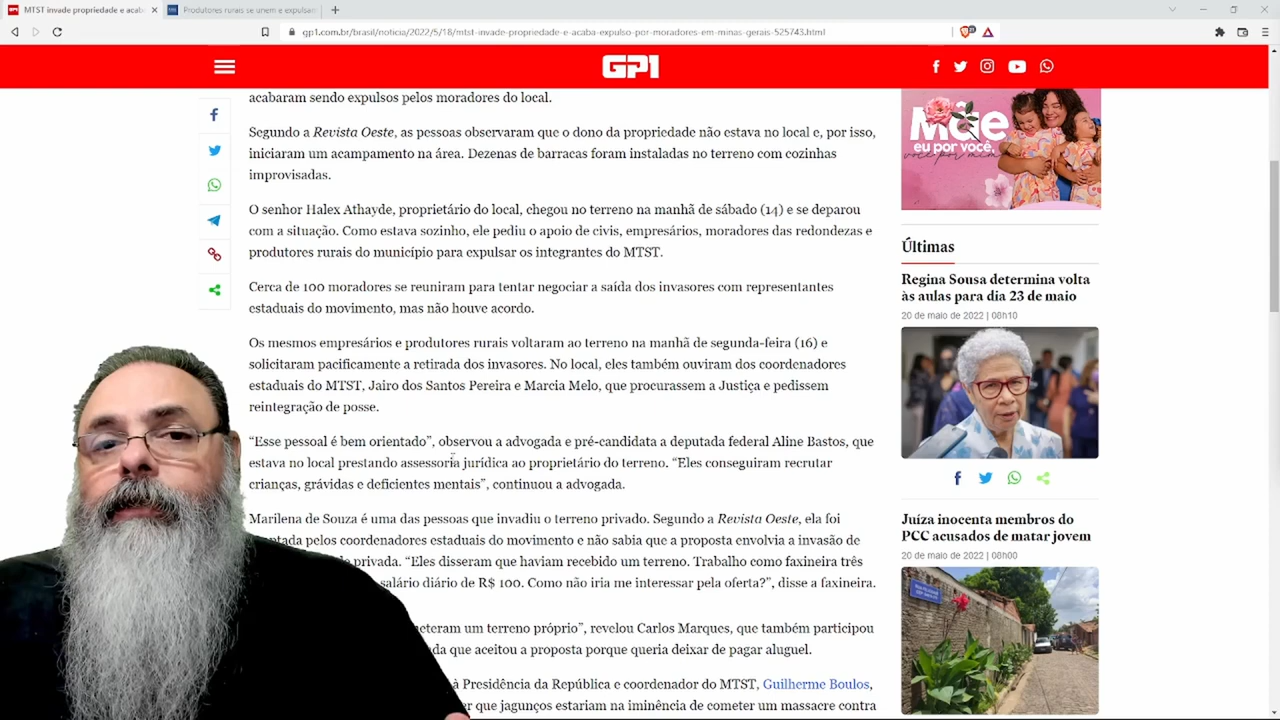 MTST invade propriedade e acab
Produtores rurais se unem e expulsam
gp1.com.br/brasil/noticia/2022/5/18/mtst-invade-propriedade-e-acaba-expulso-por-moradores-em-minas-gerais-525743.html
GP1
acabaram sendo expulsos pelos moradores do local.
Segundo a Revista Oeste, as pessoas observaram que o dono da propriedade não estava no local e, por isso,
iniciaram um acampamento na área. Dezenas de barracas foram instaladas no terreno com cozinhas
improvisadas.
O senhor Halex Athayde, proprietário do local, chegou no terreno na manhã de sábado (14) e se deparou
com a situação. Como estava sozinho, ele pediu o apoio de civis, empresários, moradores das redondezas e
produtores rurais do município para expulsar os integrantes do MTST.
Cerca de 100 moradores se reuniram para tentar negociar a saída dos invasores com representantes
estaduais do movimento, mas não houve acordo.
Os mesmos empresários e produtores rurais voltaram ao terreno na manhã de segunda-feira (16) e
solicitaram pacificamente a retirada dos invasores. No local, eles também ouviram dos coordenadores
estaduais do MTST, Jairo dos Santos Pereira e Marcia Melo, que procurassem a Justiça e pedissem
reintegração de posse.
“Esse pessoal é bem orientado”, observou a advogada e pré-candidata a deputada federal Aline Bastos, que
estava no local prestando assessoria jurídica ao proprietário do terreno. “Eles conseguiram recrutar
crianças, grávidas e deficientes mentais”, continuou a advogada.
Marilena de Souza é uma das pessoas que invadiu o terreno privado. Segundo a Revista Oeste, ela foi
ptada pelos coordenadores estaduais do movimento e não sabia que a proposta envolvia a invasão de
privada. “Eles disseram que haviam recebido um terreno. Trabalho como faxineira três
salário diário de R$ 100. Como não iria me interessar pela oferta?”, disse a faxineira.
meteram um terreno próprio”, revelou Carlos Marques, que também participou
da que aceitou a proposta porque queria deixar de pagar aluguel.
à Presidência da República e coordenador do MTST, Guilherme Boulos,
er que jagunços estariam na iminência de cometer um massacre contra
Mãe
eu por você,
você por mim
Últimas
Regina Sousa determina volta
às aulas para dia 23 de maio
20 de maio de 2022 | 08h10
Juíza inocenta membros do
PCC acusados de matar jovem
20 de maio de 2022 | 08h00